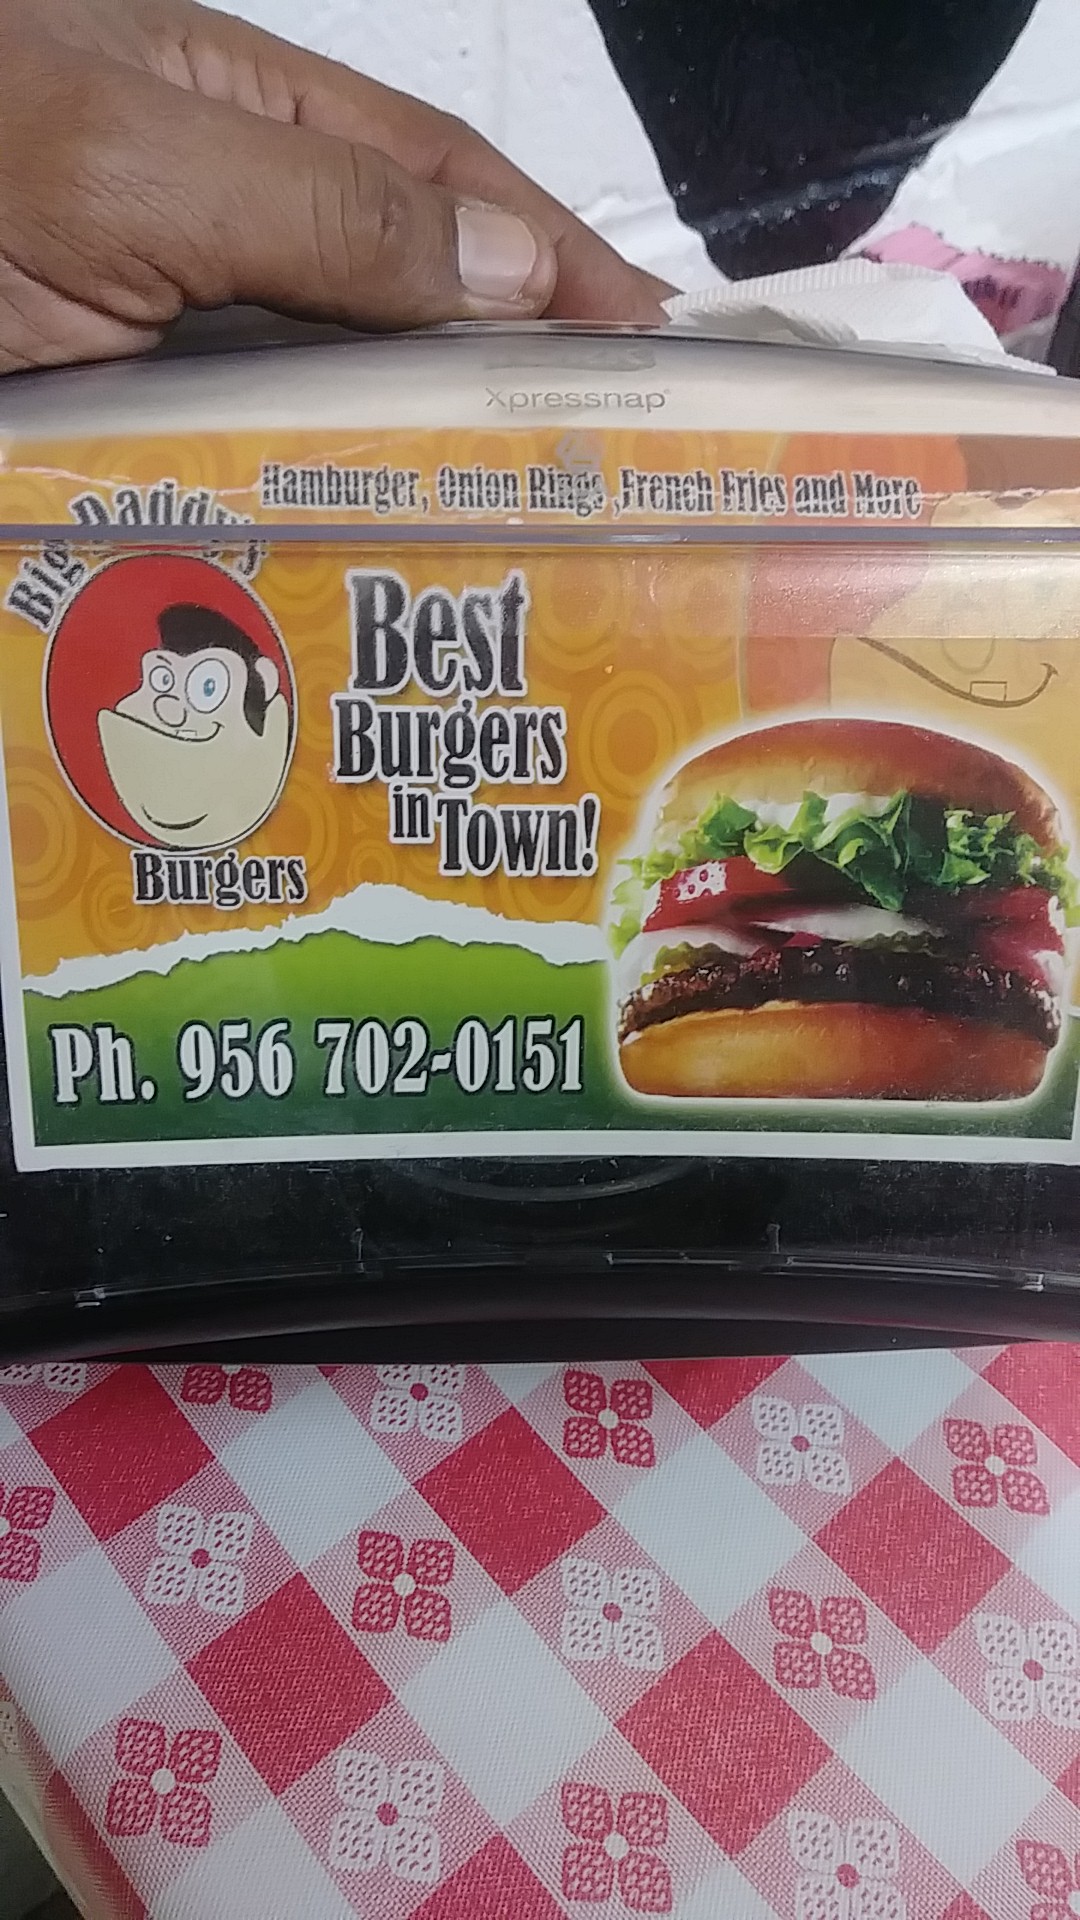 Xpressnap
Hamburger, Onion Rings ,French Fries and More
Big Daddy's
Burgers
Best
Burgers
in Town!
Ph. 956 702-0151